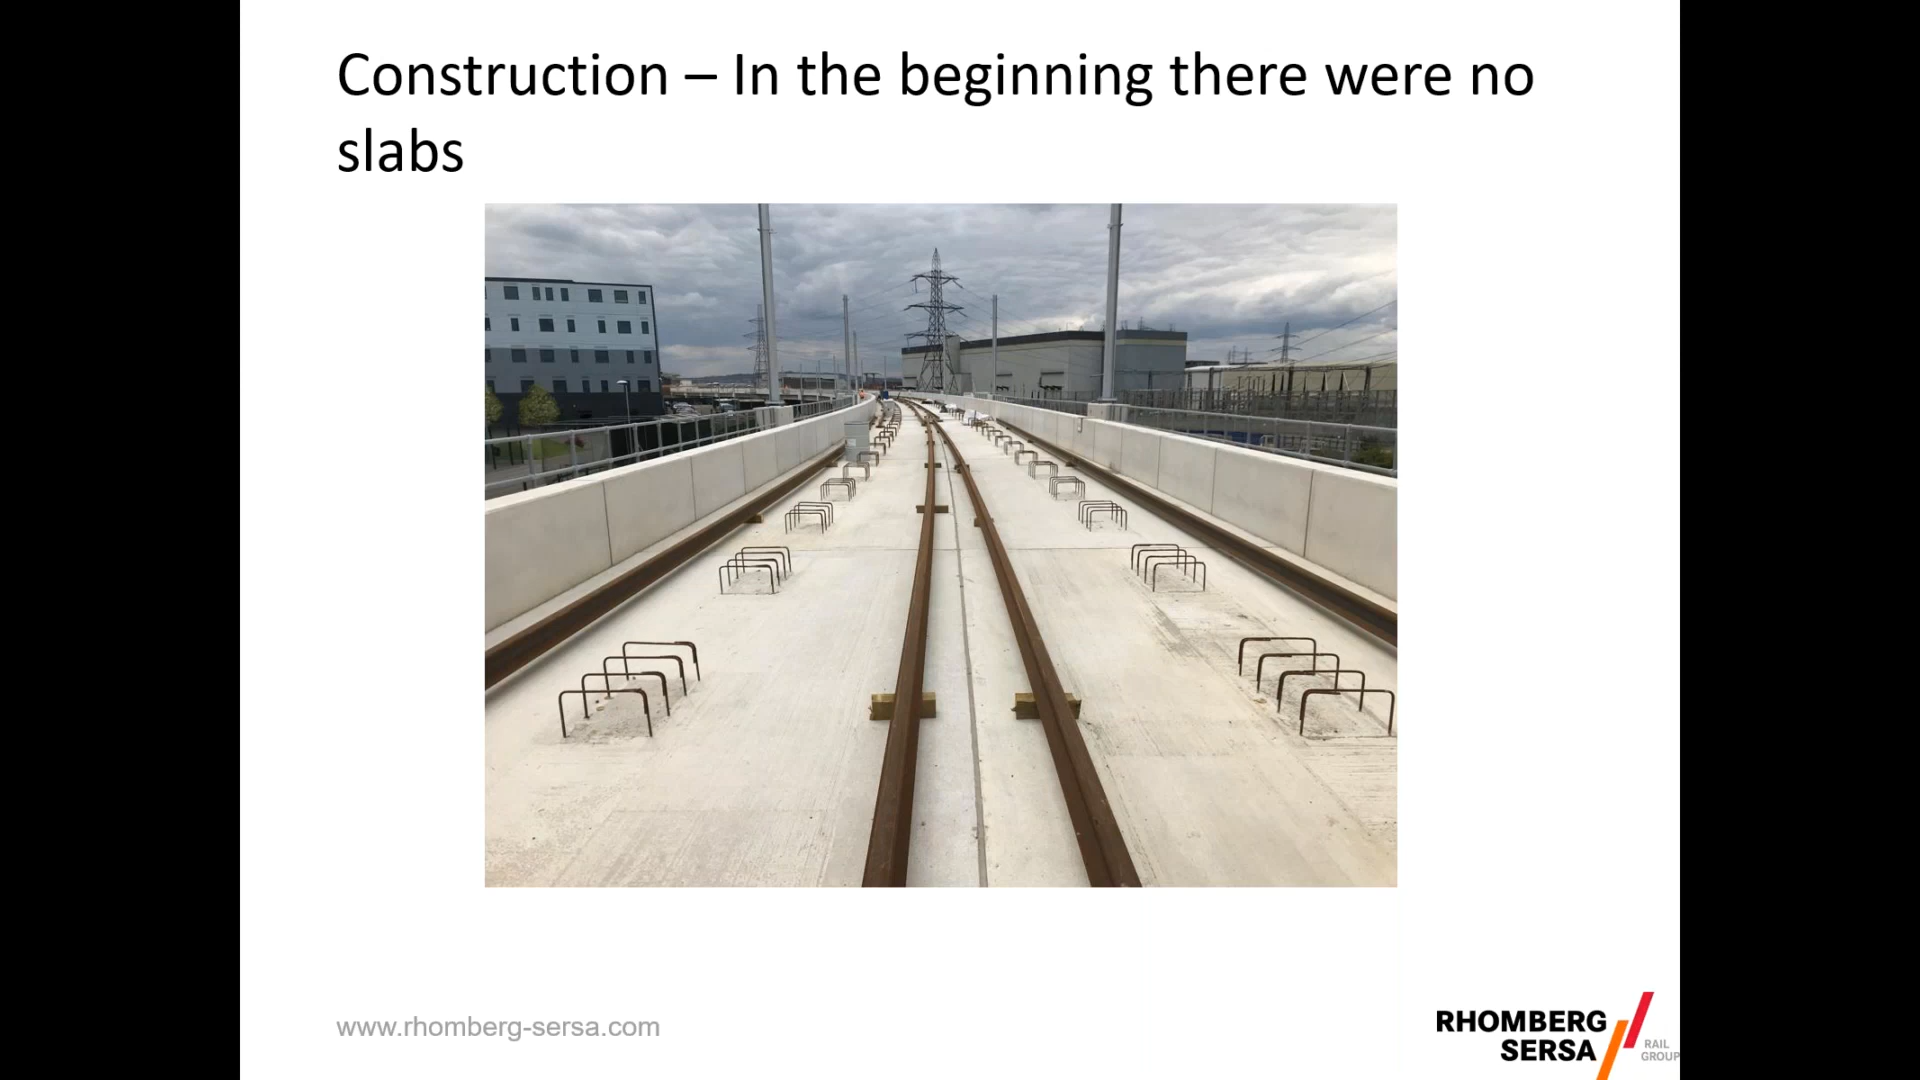 Construction – In the beginning there were no
slabs
www.rhomberg-sersa.com
RHOMBERG
SERSA
RAIL
GROUP